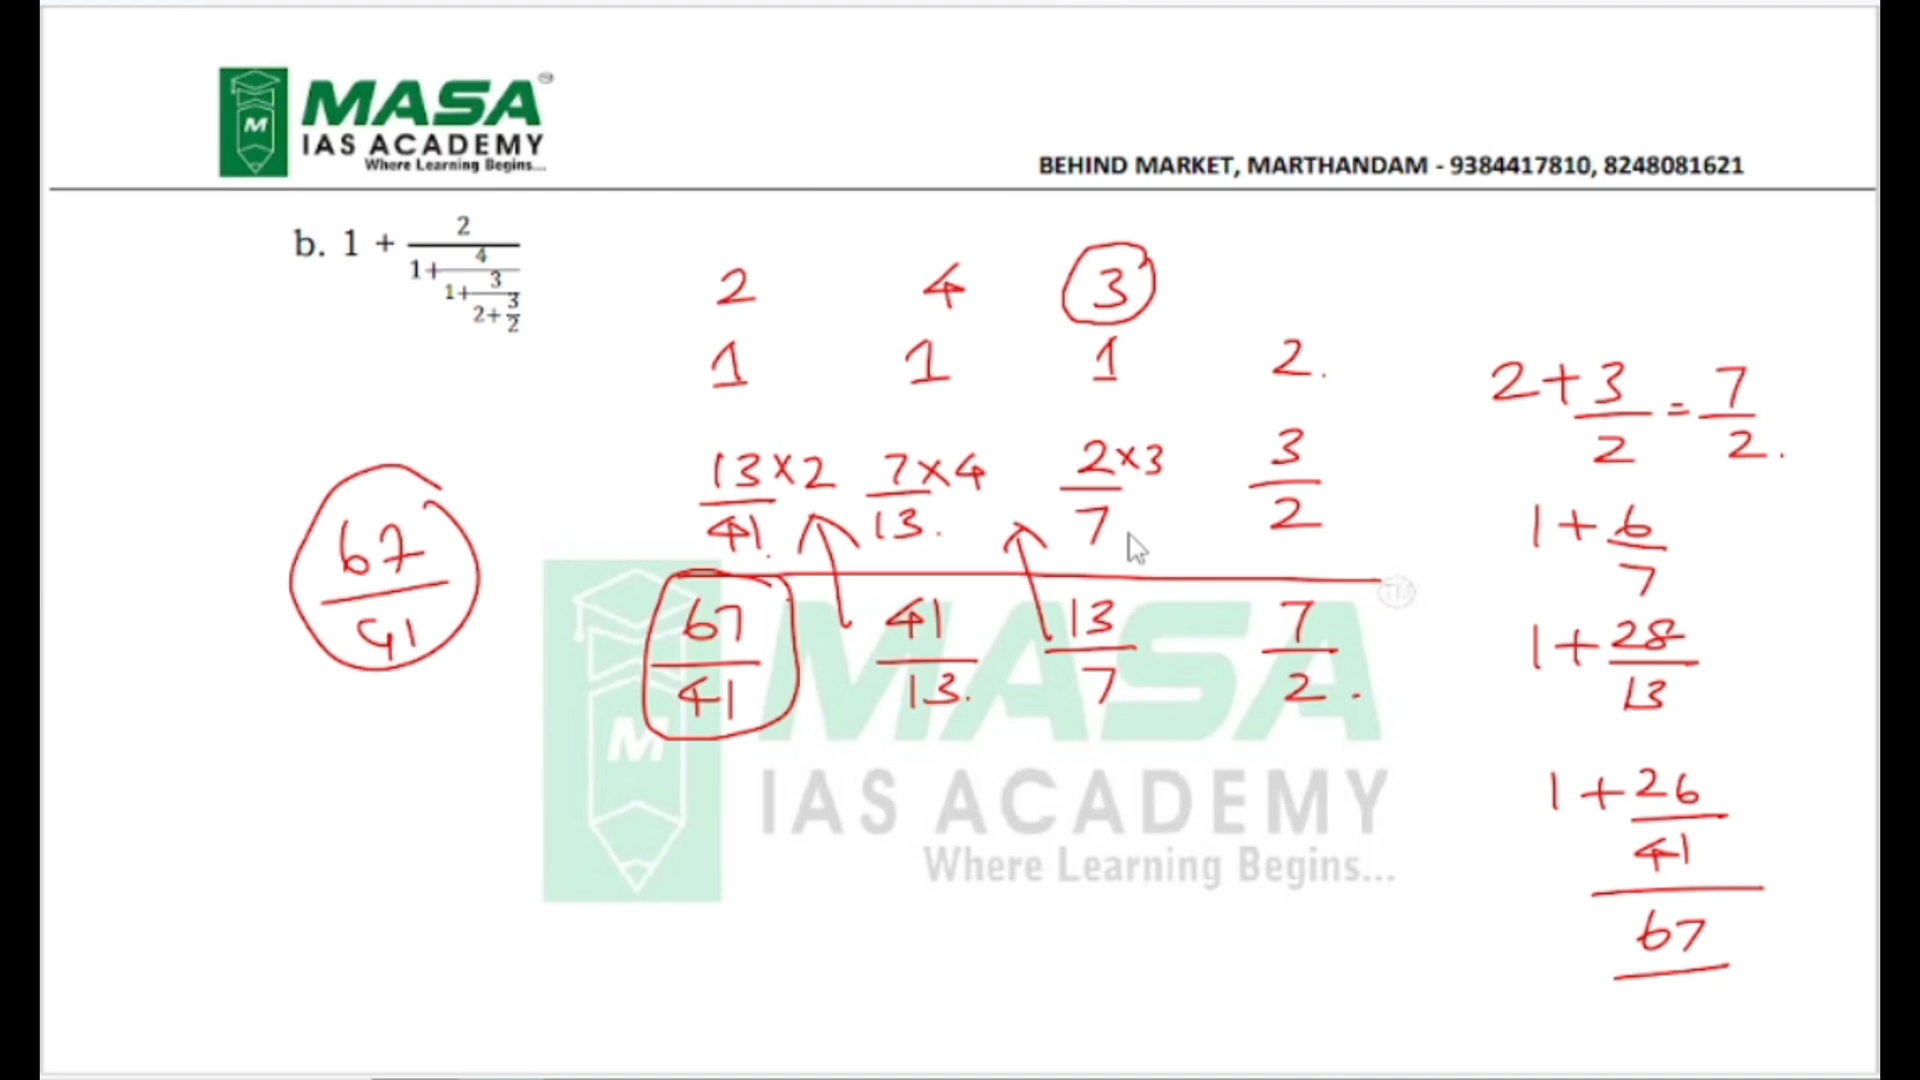 MASA
IAS ACADEMY
Where Learning Begins...
BEHIND MARKET, MARTHANDAM - 9384417810, 8248081621
b. 1 + 2
1+ 4
1+ 3
2+ 3
2
2 4 3
1 1 1 2.
13×2 7×4 2×3 3
41. 13. 7 2
67 41 13 7
41 13. 7 2.
67
41
2+3 = 7
2 2.
1+6
7
1+28
13
1+26
41
67
M
MASA
IAS ACADEMY
Where Learning Begins...